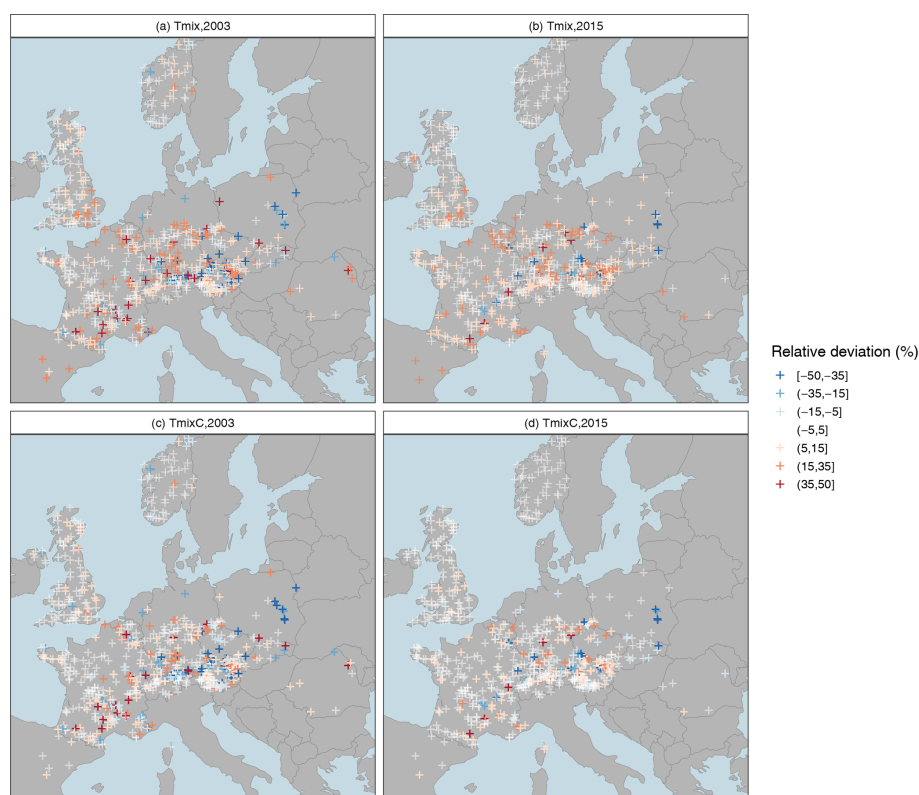 (a) Tmix,2003
(b) Tmix,2015
(c) TmixC,2003
(d) TmixC,2015
Relative deviation (%)
[−50,−35]
(−35,−15]
(−15,−5]
(−5,5]
(5,15]
(15,35]
(35,50]